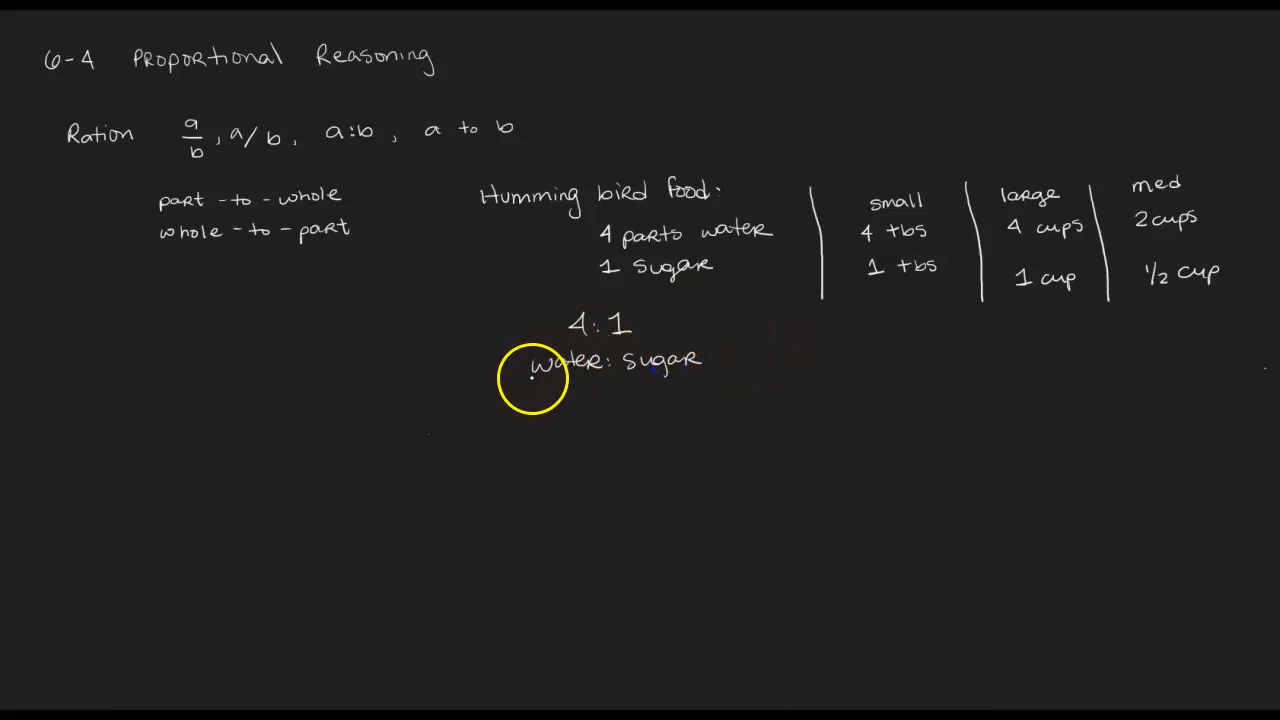 6-4 Proportional Reasoning
Ration a/b, a/b, a:b, a to b
part-to-whole
whole-to-part
Humming bird food:
4 parts water
1 sugar
4:1
water: sugar
small
4 tbs
1 tbs
large
4 cups
1 cup
med
2 cups
1/2 cup